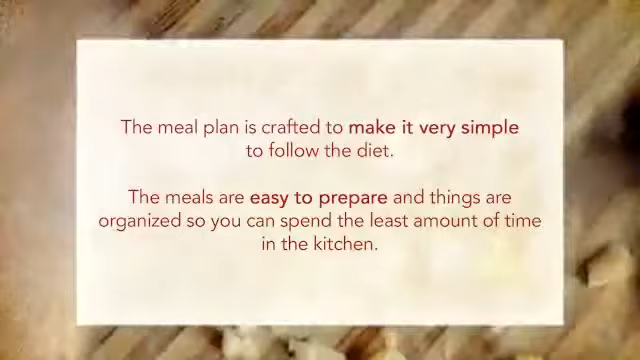 The meal plan is crafted to make it very simple
to follow the diet.
The meals are easy to prepare and things are
organized so you can spend the least amount of time
in the kitchen.